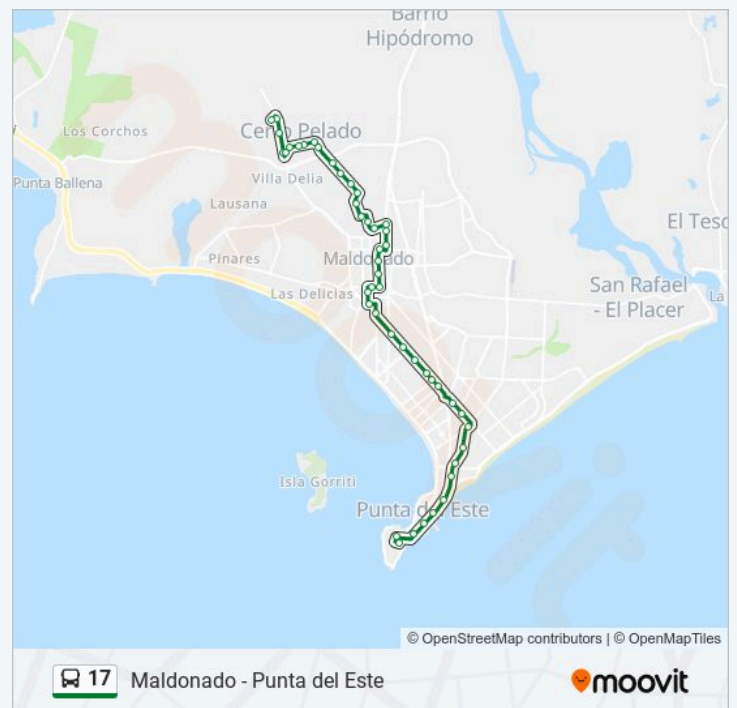 Barrio
Hipódromo
Los Corchos
Cerro Pelado
Punta Ballena
Villa Delia
Lausana
El Teso
Pinares
Maldonado
Las Delicias
San Rafael
- El Placer
La
Isla Gorriti
Punta del Este
© OpenStreetMap contributors | © OpenMapTiles
17 Maldonado - Punta del Este
moovit